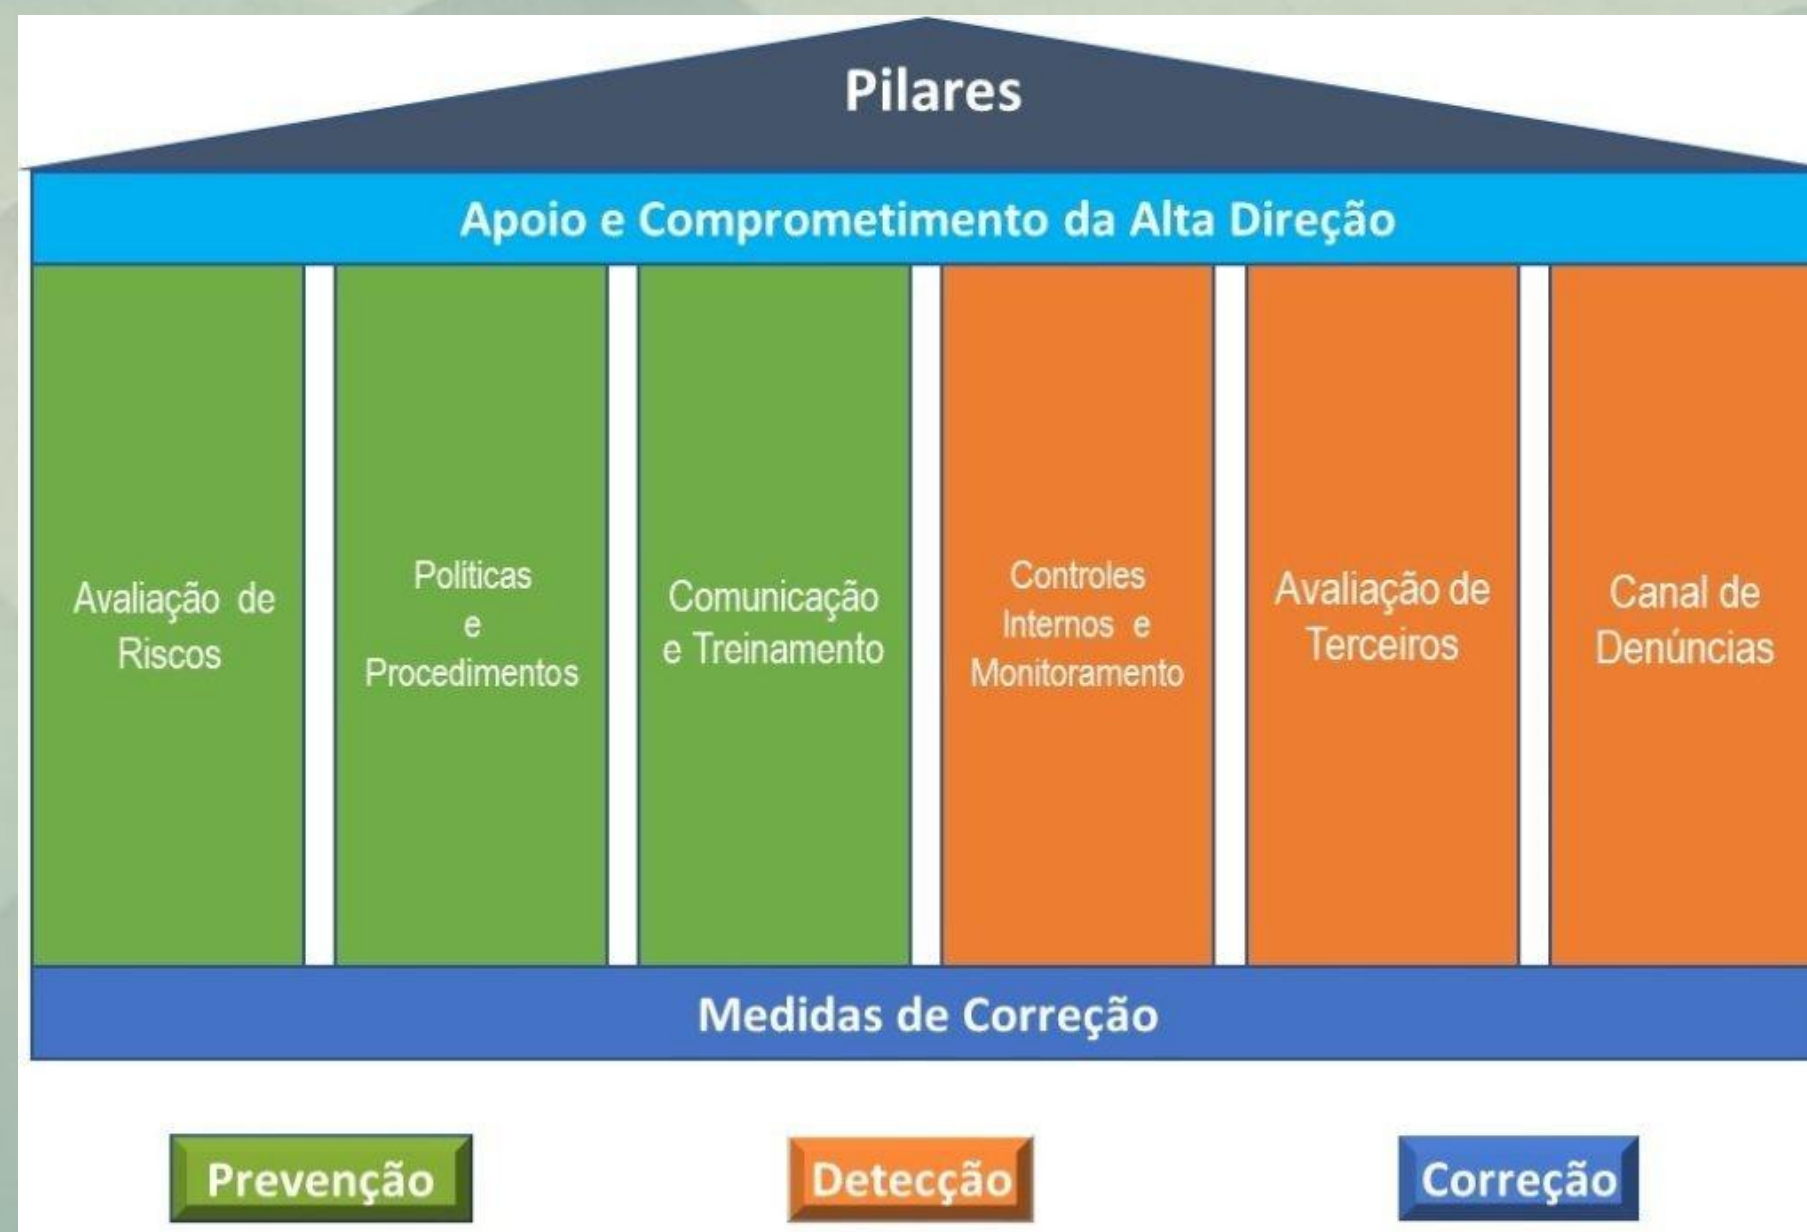 Pilares
Apoio e Comprometimento da Alta Direção
Avaliação de
Riscos
Políticas
e
Procedimentos
Comunicação
e Treinamento
Controles
Internos e
Monitoramento
Avaliação de
Terceiros
Canal de
Denúncias
Medidas de Correção
Prevenção
Detecção
Correção